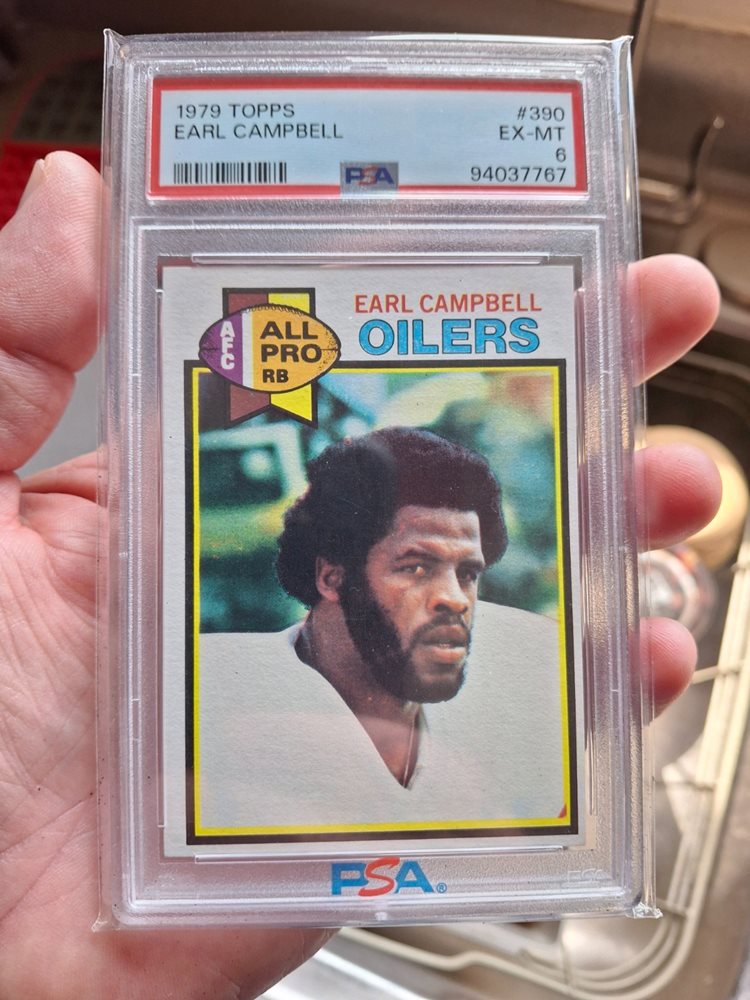 1979 TOPPS #390
EARL CAMPBELL EX-MT
6
PSA 94037767
EARL CAMPBELL
OILERS
AFC
ALL
PRO
RB
PSA®